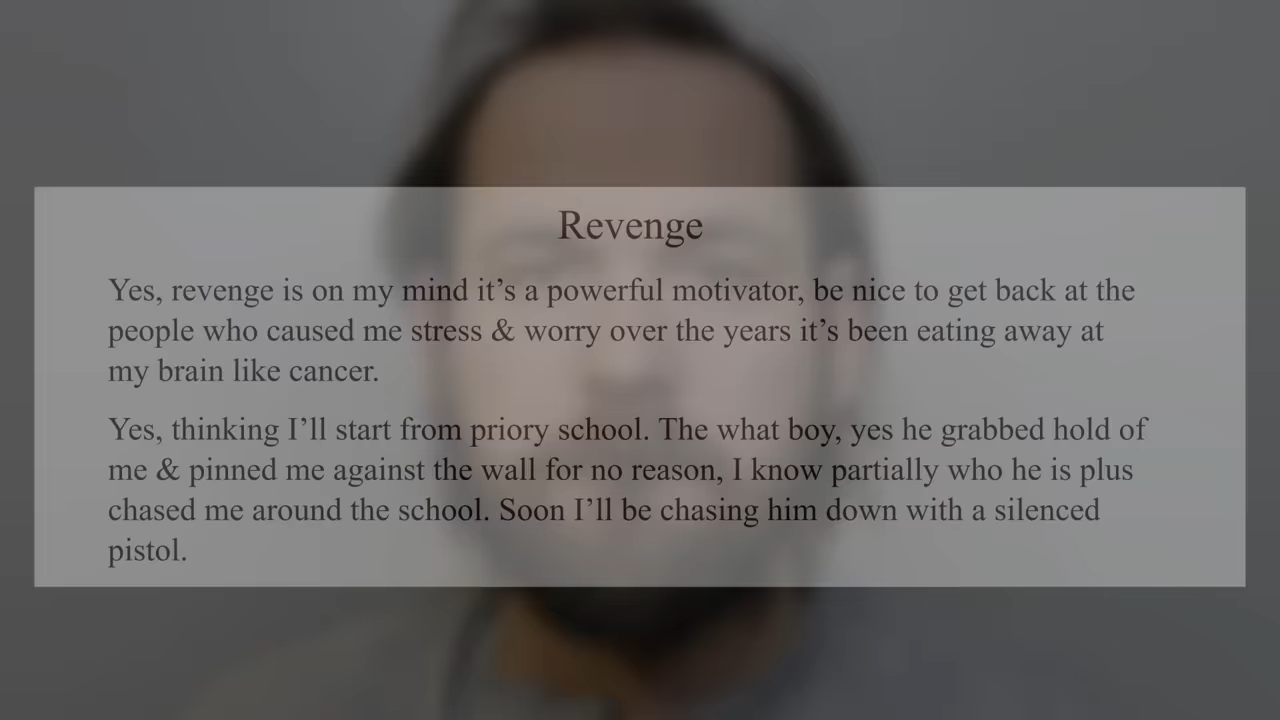 Revenge
Yes, revenge is on my mind it’s a powerful motivator, be nice to get back at the
people who caused me stress & worry over the years it’s been eating away at
my brain like cancer.
Yes, thinking I’ll start from priory school. The what boy, yes he grabbed hold of
me & pinned me against the wall for no reason, I know partially who he is plus
chased me around the school. Soon I’ll be chasing him down with a silenced
pistol.